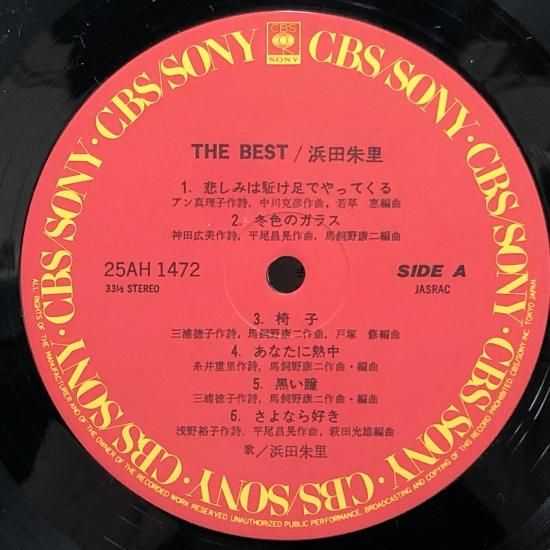 CBS
SONY
CBS/SONY · CBS/SONY · CBS/SONY · CBS/SONY · CBS/SONY · CBS/SONY · CBS/SONY
THE BEST / 浜田朱里
1. 悲しみは駈け足でやってくる
アン真理子作詩, 中川克彦作曲, 若草 恵編曲
2. 冬色のガラス
神田広美作詩, 平尾昌晃作曲, 馬飼野康二編曲
25AH 1472
33⅓ STEREO
SIDE A
JASRAC
3. 椅 子
三浦徳子作詩, 馬飼野康二作曲, 戸塚 修編曲
4. あなたに熱中
糸井重里作詩, 馬飼野康二作曲・編曲
5. 黒い瞳
三浦徳子作詩, 馬飼野康二作曲・編曲
6. さよなら好き
浅野裕子作詩, 平尾昌晃作曲, 萩田光雄編曲
歌／浜田朱里
ALL RIGHTS OF THE MANUFACTURER AND OF THE OWNER OF THE RECORDED WORK RESERVED. UNAUTHORIZED PUBLIC PERFORMANCE, BROADCASTING AND COPYING OF THIS RECORD PROHIBITED. CBS/SONY INC. TOKYO JAPAN.